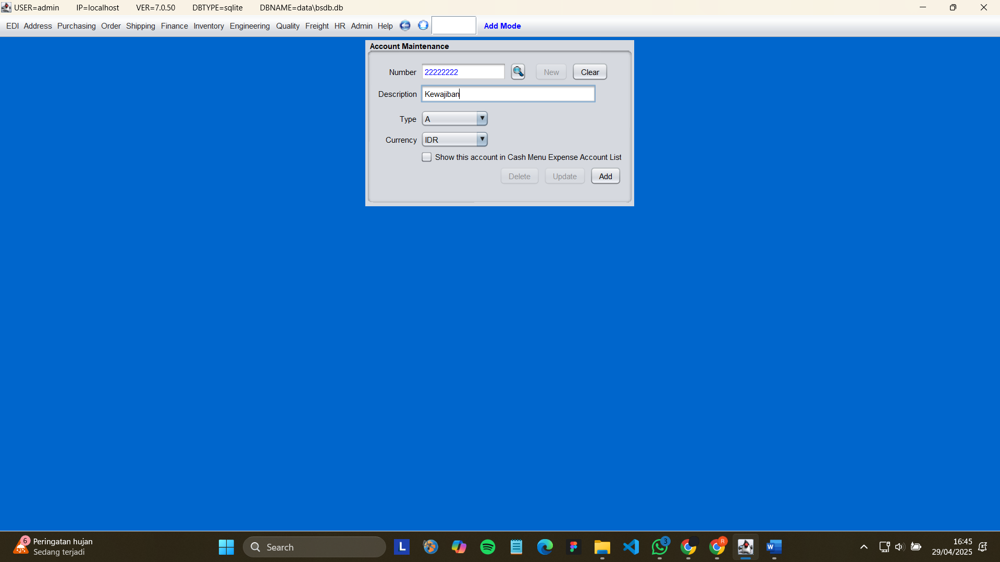 USER=admin IP=localhost VER=7.0.50 DBTYPE=sqlite DBNAME=data\bsdb.db
EDI Address Purchasing Order Shipping Finance Inventory Engineering Quality Freight HR Admin Help Add Mode
Account Maintenance
Number 22222222 New Clear
Description Kewajiban
Type A
Currency IDR
Show this account in Cash Menu Expense Account List
Delete Update Add
6 Peringatan hujan
Sedang terjadi
Search
L
3
R
W
16:45
29/04/2025